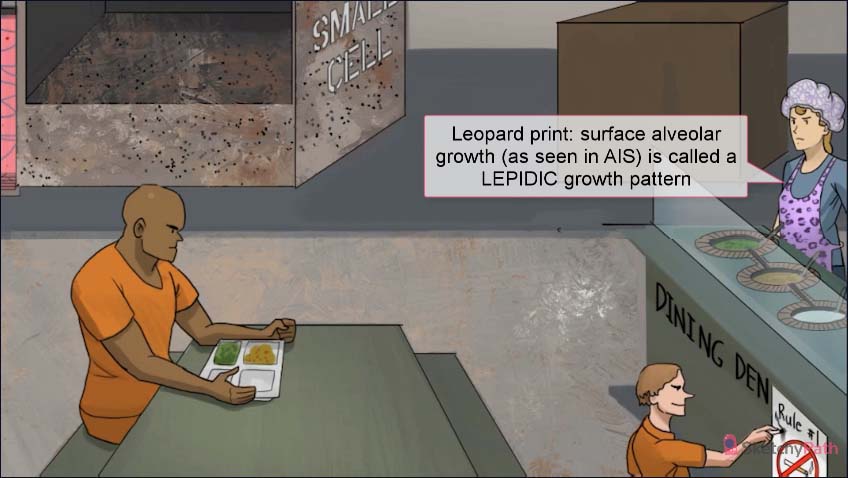 SMALL
CELL
Leopard print: surface alveolar
growth (as seen in AIS) is called a
LEPIDIC growth pattern
DINING DEN
Rule #1
SketchyPath